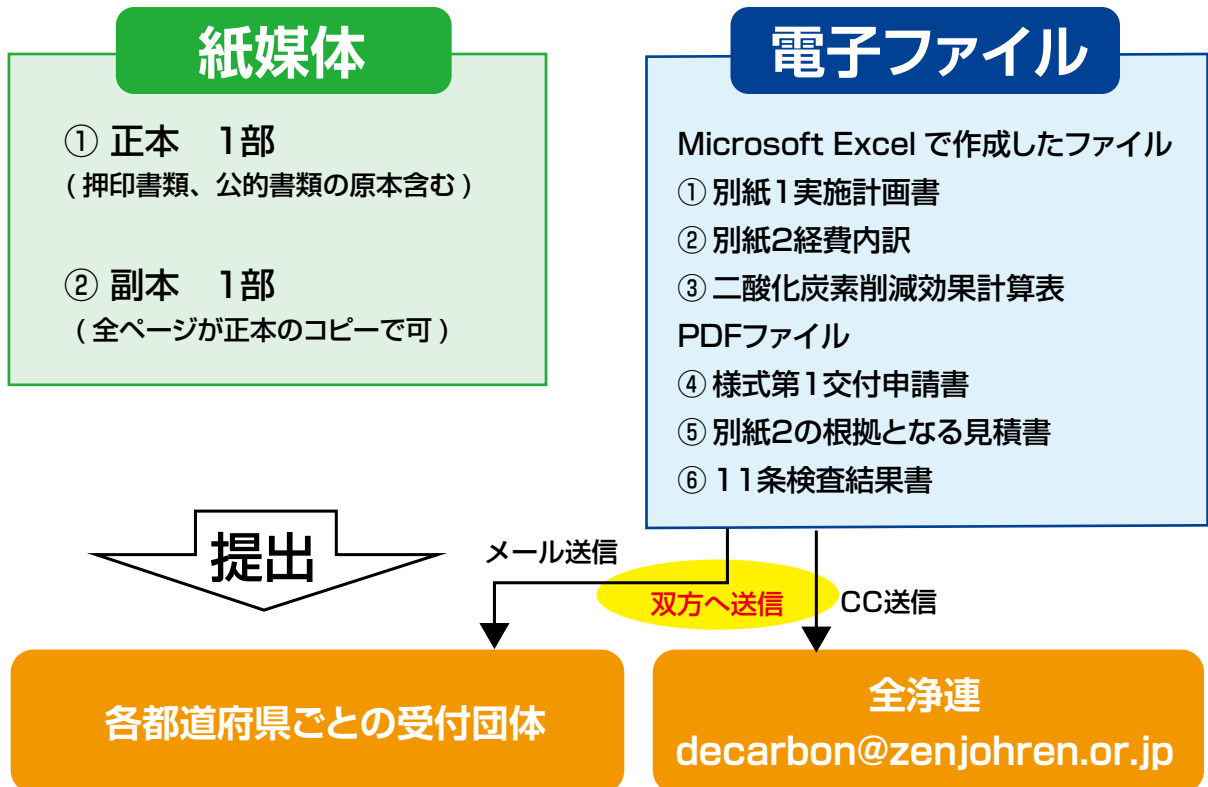 紙媒体
① 正本　1部
( 押印書類、公的書類の原本含む )
② 副本　1部
( 全ページが正本のコピーで可 )
電子ファイル
Microsoft Excel で作成したファイル
① 別紙1実施計画書
② 別紙2経費内訳
③ 二酸化炭素削減効果計算表
PDFファイル
④ 様式第1交付申請書
⑤ 別紙2の根拠となる見積書
⑥ 11条検査結果書
提出
メール送信
双方へ送信
CC送信
各都道府県ごとの受付団体
全浄連
decarbon@zenjohren.or.jp